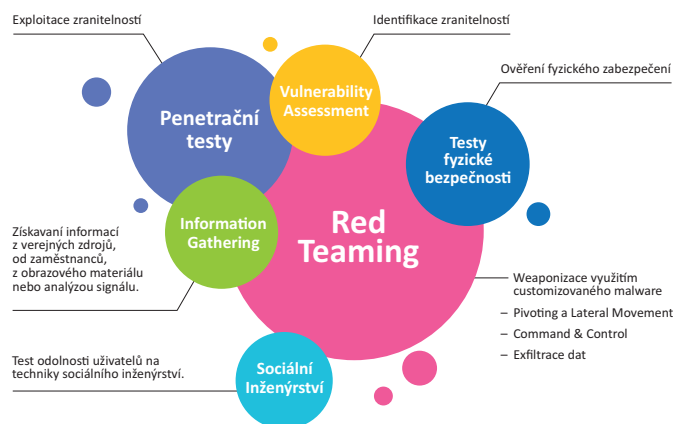 Exploitace zranitelností
Identifikace zranitelností
Ověření fyzického zabezpečení
Penetrační
testy
Vulnerability
Assessment
Testy
fyzické
bezpečnosti
Information
Gathering
Red
Teaming
Získavaní informací
z verejných zdrojů,
od zaměstnanců,
z obrazového materiálu
nebo analýzou signálu.
Weaponizace využitím
customizovaného malware
– Pivoting a Lateral Movement
– Command & Control
– Exfiltrace dat
Test odolnosti uživatelů na
techniky sociálního inženýrství.
Sociální
Inženýrství